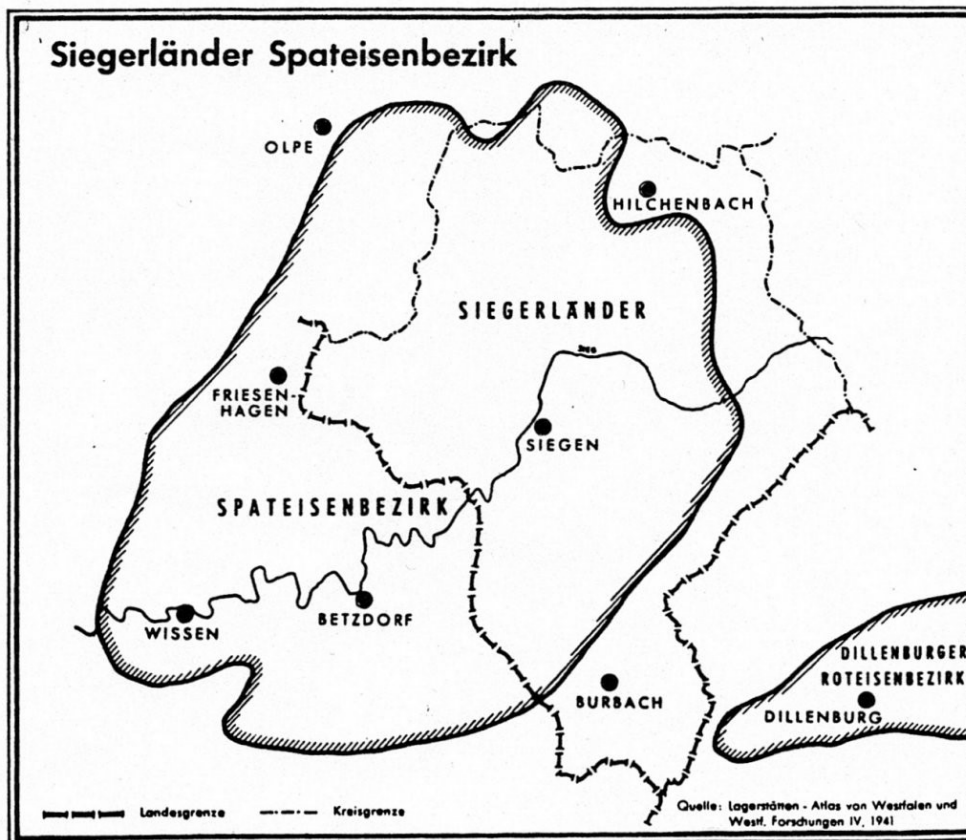 Siegerländer Spateisenbezirk
OLPE
HILCHENBACH
SIEGERLÄNDER
SIEG
FRIESEN-
HAGEN
SIEGEN
SPATEISENBEZIRK
WISSEN
BETZDORF
BURBACH
DILLENBURGER
ROTEISENBEZIRK
DILLENBURG
Landesgrenze
Kreisgrenze
Quelle: Lagerstätten - Atlas von Westfalen und
Westf. Forschungen IV, 1941